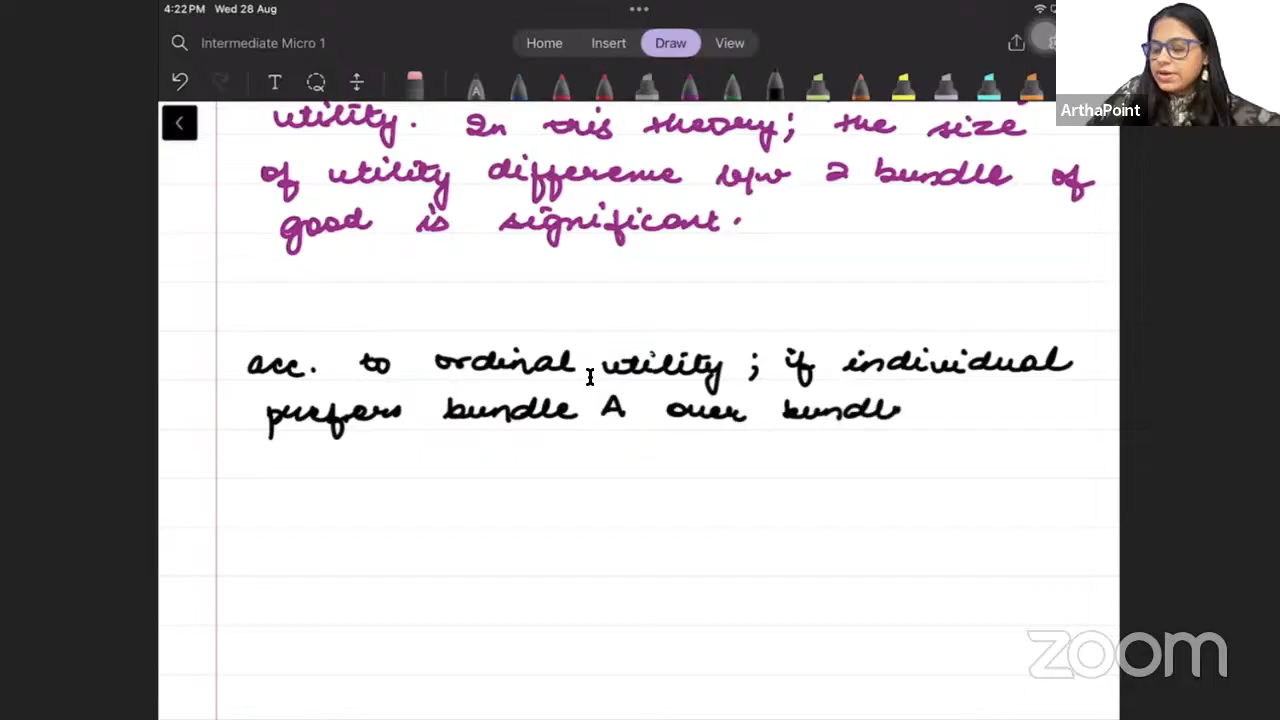 4:22 PM Wed 28 Aug
Intermediate Micro 1
Home Insert Draw View
T
A
ArthaPoint
utility. In this theory; the size
of utility difference b/w 2 bundle of
good is significant.
acc. to ordinal utility; if individual
prefers bundle A over bundle
zoom